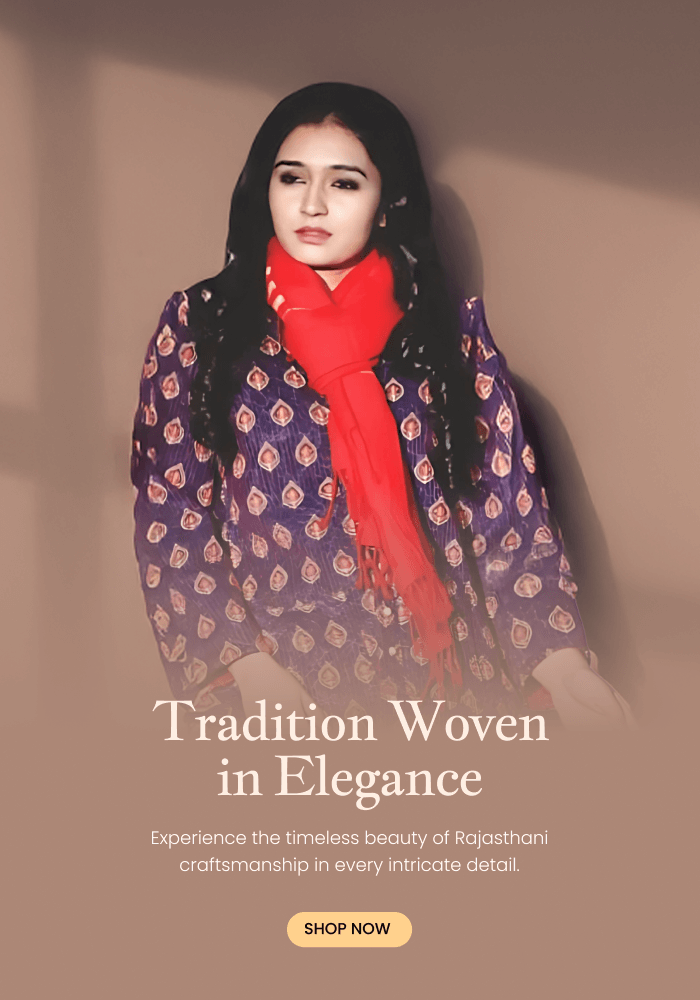 Tradition Woven
in Elegance
Experience the timeless beauty of Rajasthani
craftsmanship in every intricate detail.
SHOP NOW